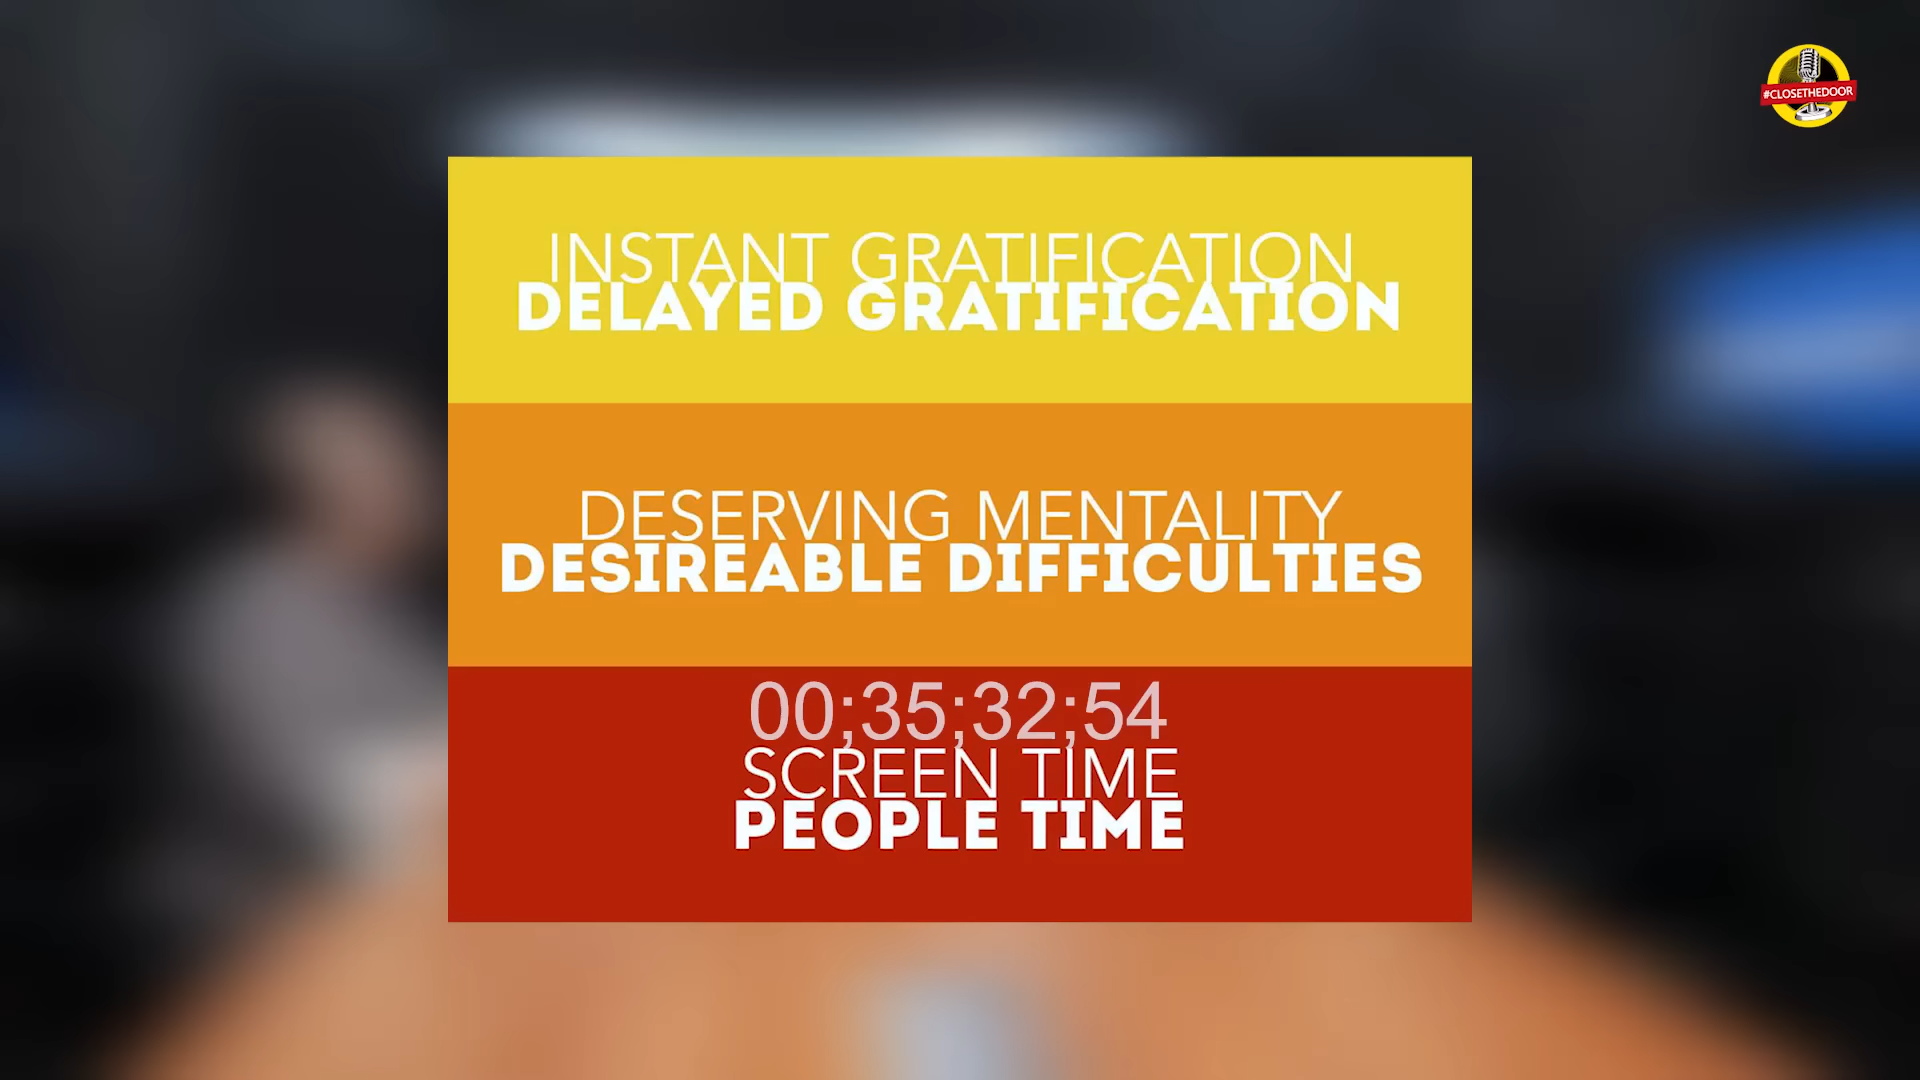 #CLOSETHEDOOR
INSTANT GRATIFICATION
DELAYED GRATIFICATION
DESERVING MENTALITY
DESIREABLE DIFFICULTIES
00;35;32;54
SCREEN TIME
PEOPLE TIME